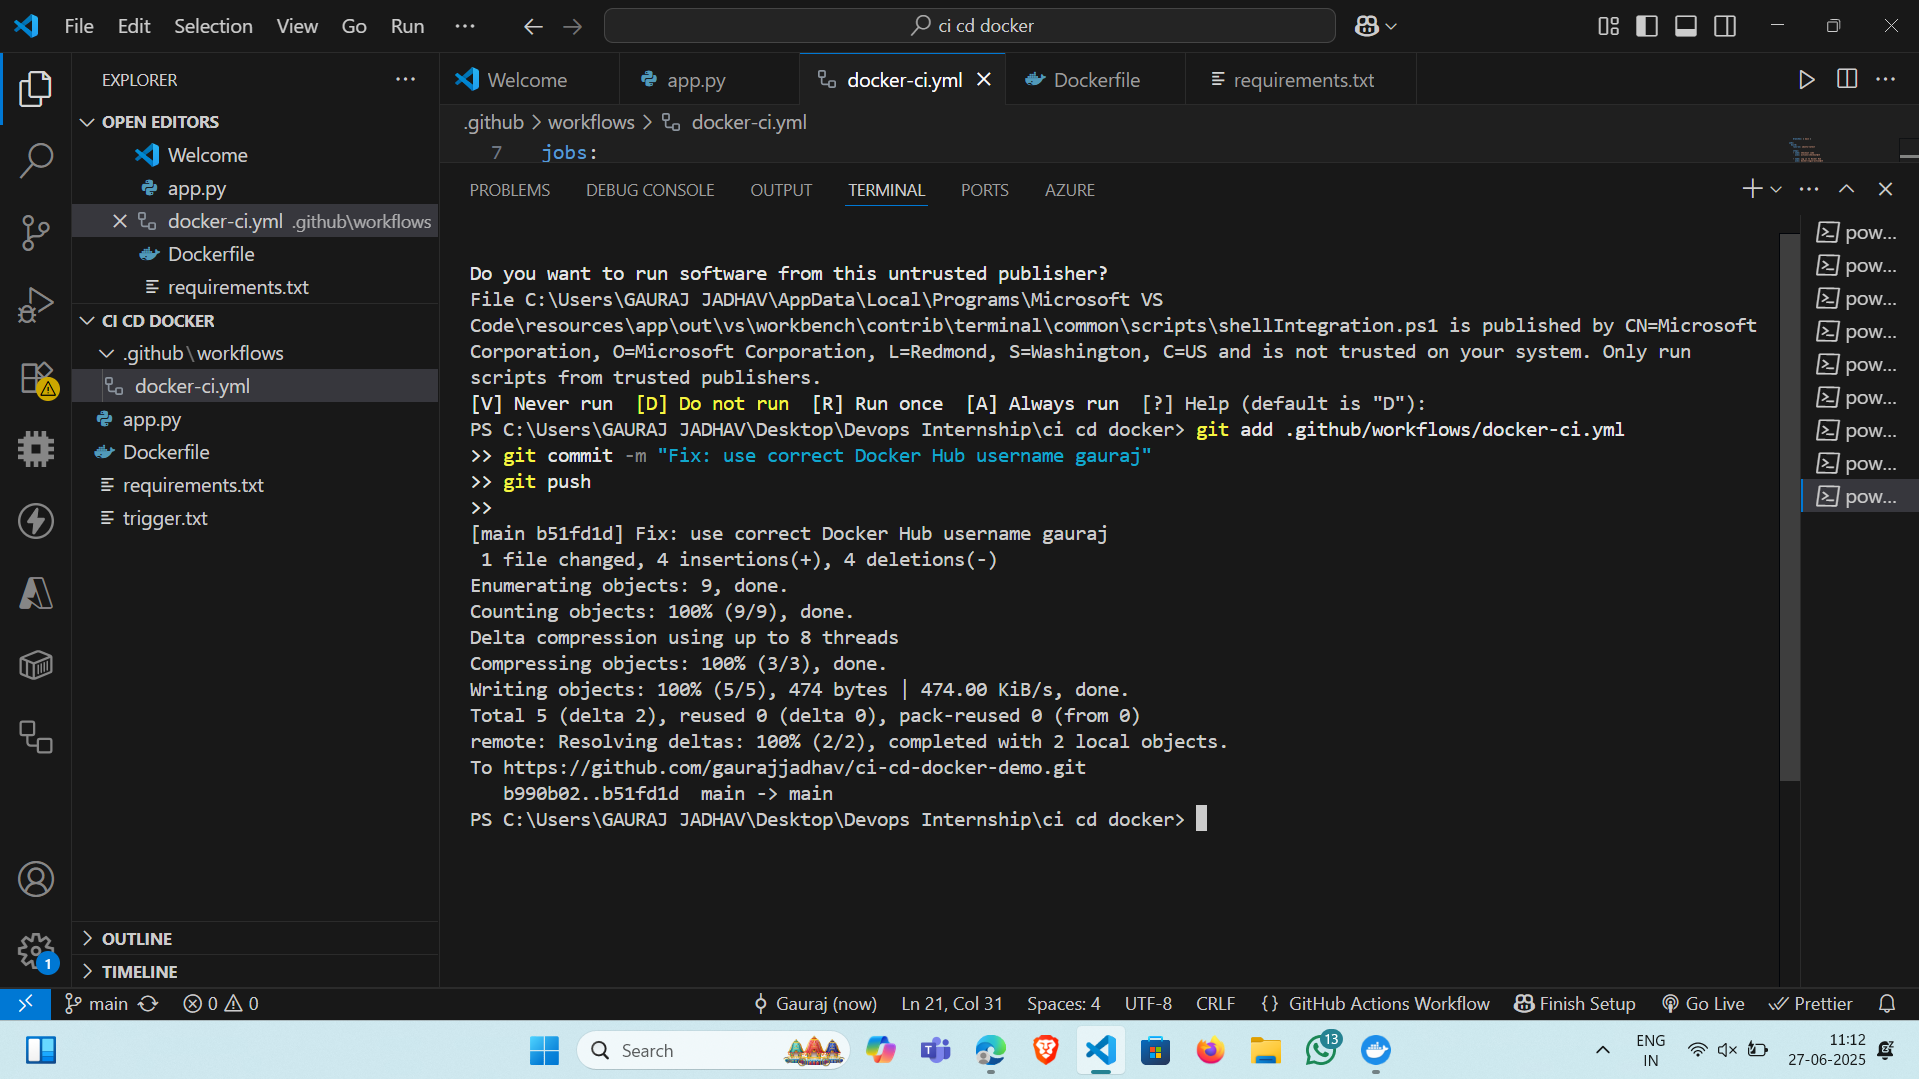 File Edit Selection View Go Run ··· ci cd docker
EXPLORER ···
OPEN EDITORS
Welcome
app.py
docker-ci.yml .github\workflows
Dockerfile
requirements.txt
CI CD DOCKER
.github\workflows
docker-ci.yml
app.py
Dockerfile
requirements.txt
trigger.txt
OUTLINE
TIMELINE
1
Welcome app.py docker-ci.yml Dockerfile requirements.txt
.github > workflows > docker-ci.yml
7 jobs:
PROBLEMS DEBUG CONSOLE OUTPUT TERMINAL PORTS AZURE
Do you want to run software from this untrusted publisher?
File C:\Users\GAURAJ JADHAV\AppData\Local\Programs\Microsoft VS
Code\resources\app\out\vs\workbench\contrib\terminal\common\scripts\shellIntegration.ps1 is published by CN=Microsoft
Corporation, O=Microsoft Corporation, L=Redmond, S=Washington, C=US and is not trusted on your system. Only run
scripts from trusted publishers.
[V] Never run  [D] Do not run  [R] Run once  [A] Always run  [?] Help (default is "D"):
PS C:\Users\GAURAJ JADHAV\Desktop\Devops Internship\ci cd docker> git add .github/workflows/docker-ci.yml
>> git commit -m "Fix: use correct Docker Hub username gauraj"
>> git push
>>
[main b51fd1d] Fix: use correct Docker Hub username gauraj
 1 file changed, 4 insertions(+), 4 deletions(-)
Enumerating objects: 9, done.
Counting objects: 100% (9/9), done.
Delta compression using up to 8 threads
Compressing objects: 100% (3/3), done.
Writing objects: 100% (5/5), 474 bytes | 474.00 KiB/s, done.
Total 5 (delta 2), reused 0 (delta 0), pack-reused 0 (from 0)
remote: Resolving deltas: 100% (2/2), completed with 2 local objects.
To https://github.com/gaurajjadhav/ci-cd-docker-demo.git
   b990b02..b51fd1d  main -> main
PS C:\Users\GAURAJ JADHAV\Desktop\Devops Internship\ci cd docker>
pow...
pow...
pow...
pow...
pow...
pow...
pow...
pow...
pow...
main 0 0 Gauraj (now) Ln 21, Col 31 Spaces: 4 UTF-8 CRLF {} GitHub Actions Workflow Finish Setup Go Live Prettier
Search 13 ENG 11:12
IN 27-06-2025